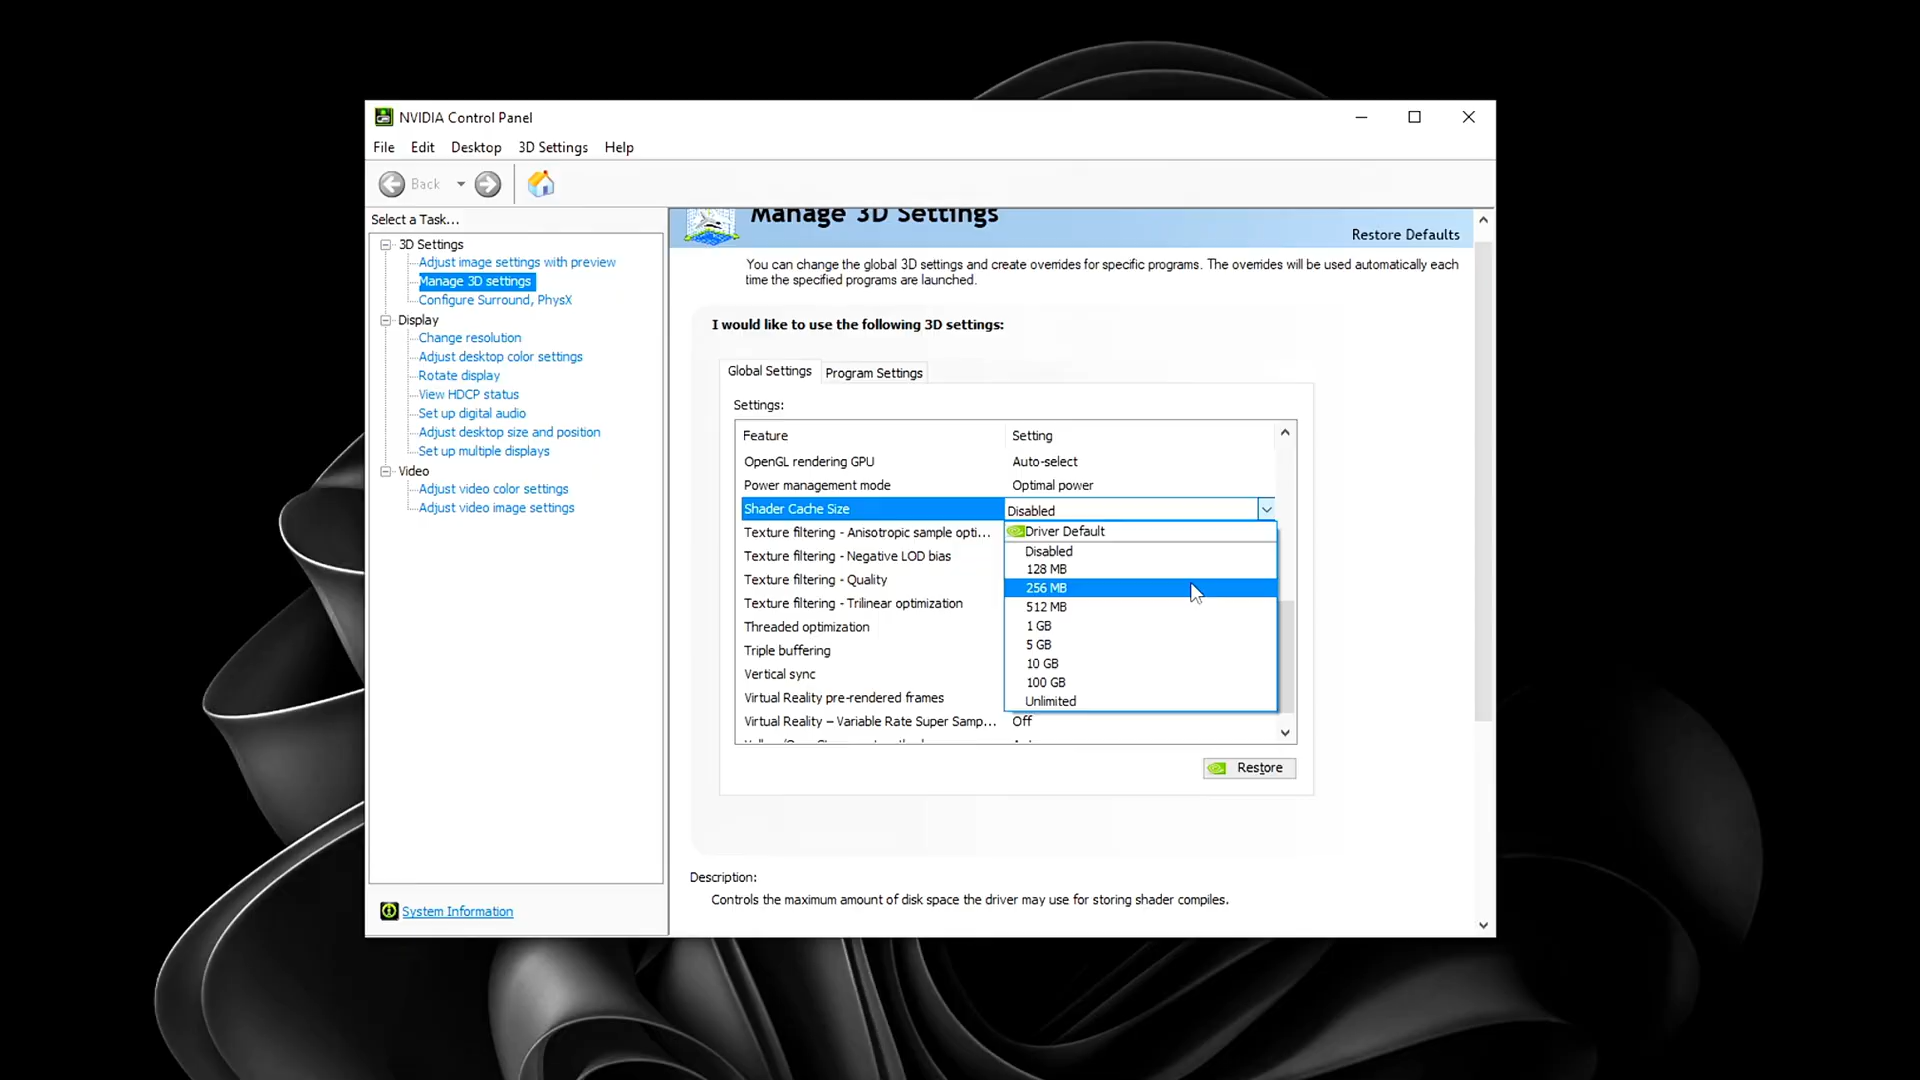 NVIDIA Control Panel
File Edit Desktop 3D Settings Help
Back
Select a Task...
3D Settings
Adjust image settings with preview
Manage 3D settings
Configure Surround, PhysX
Display
Change resolution
Adjust desktop color settings
Rotate display
View HDCP status
Set up digital audio
Adjust desktop size and position
Set up multiple displays
Video
Adjust video color settings
Adjust video image settings
System Information
Manage 3D Settings
Restore Defaults
You can change the global 3D settings and create overrides for specific programs. The overrides will be used automatically each
time the specified programs are launched.
I would like to use the following 3D settings:
Global Settings Program Settings
Settings:
Feature Setting
OpenGL rendering GPU Auto-select
Power management mode Optimal power
Shader Cache Size Disabled
Texture filtering - Anisotropic sample opti...
Texture filtering - Negative LOD bias
Texture filtering - Quality
Texture filtering - Trilinear optimization
Threaded optimization
Triple buffering
Vertical sync
Virtual Reality pre-rendered frames
Virtual Reality – Variable Rate Super Samp... Off
Driver Default
Disabled
128 MB
256 MB
512 MB
1 GB
5 GB
10 GB
100 GB
Unlimited
Restore
Description:
Controls the maximum amount of disk space the driver may use for storing shader compiles.